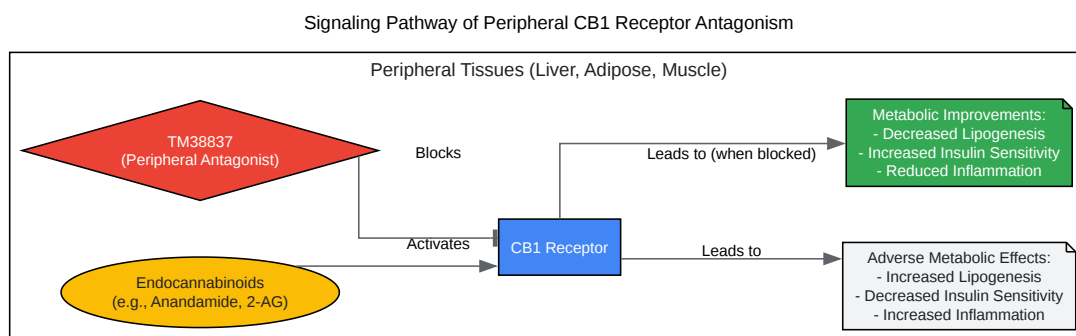 Signaling Pathway of Peripheral CB1 Receptor Antagonism
Peripheral Tissues (Liver, Adipose, Muscle)
TM38837
(Peripheral Antagonist)
Blocks
Leads to (when blocked)
Metabolic Improvements:
- Decreased Lipogenesis
- Increased Insulin Sensitivity
- Reduced Inflammation
Activates
CB1 Receptor
Leads to
Endocannabinoids
(e.g., Anandamide, 2-AG)
Adverse Metabolic Effects:
- Increased Lipogenesis
- Decreased Insulin Sensitivity
- Increased Inflammation